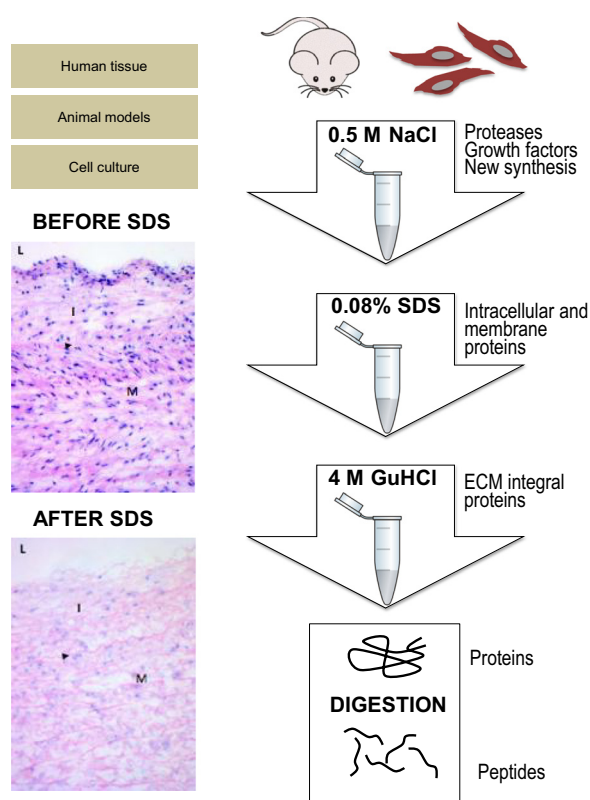 Human tissue
Animal models
Cell culture
BEFORE SDS
L
I
M
AFTER SDS
L
I
M
0.5 M NaCl
Proteases
Growth factors
New synthesis
0.08% SDS
Intracellular and
membrane
proteins
4 M GuHCl
ECM integral
proteins
Proteins
DIGESTION
Peptides